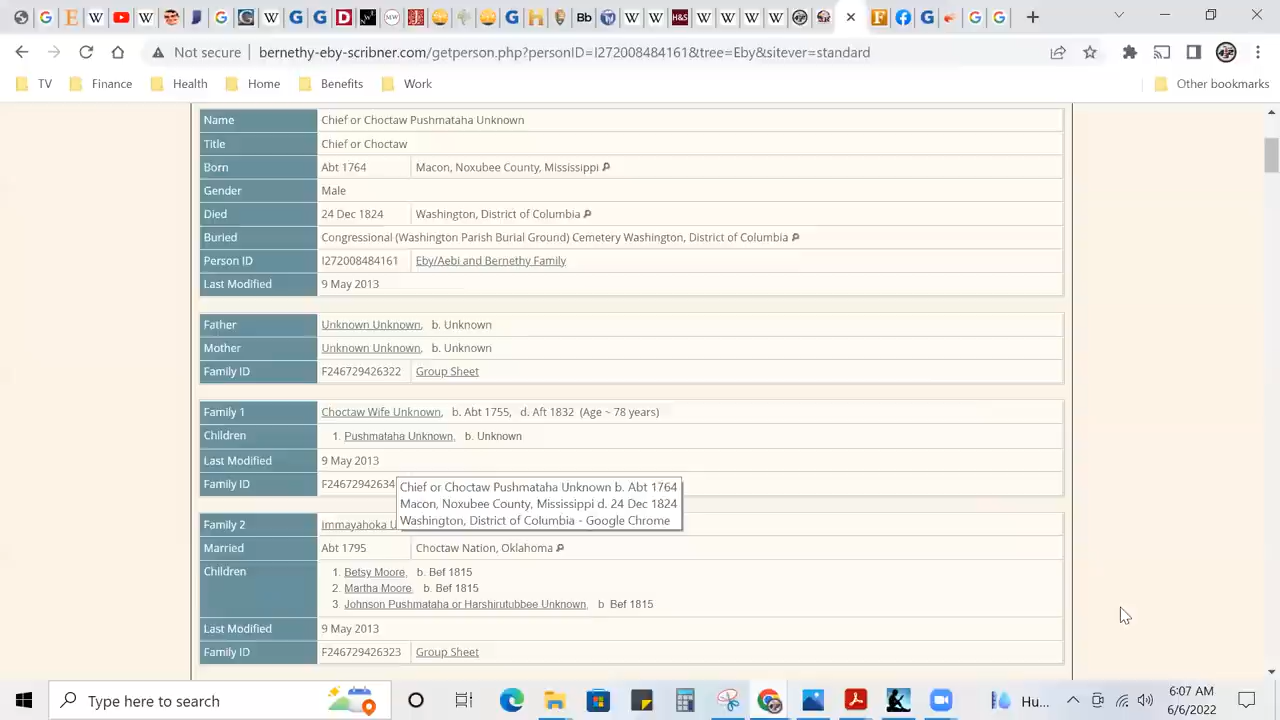 Not secure bernethy-eby-scribner.com/getperson.php?personID=I272008484161&tree=Eby&sitever=standard
TV Finance Health Home Benefits Work Other bookmarks
Name Chief or Choctaw Pushmataha Unknown
Title Chief or Choctaw
Born Abt 1764 Macon, Noxubee County, Mississippi
Gender Male
Died 24 Dec 1824 Washington, District of Columbia
Buried Congressional (Washington Parish Burial Ground) Cemetery Washington, District of Columbia
Person ID I272008484161 Eby/Aebi and Bernethy Family
Last Modified 9 May 2013
Father Unknown Unknown, b. Unknown
Mother Unknown Unknown, b. Unknown
Family ID F246729426322 Group Sheet
Family 1 Choctaw Wife Unknown, b. Abt 1755, d. Aft 1832 (Age ~ 78 years)
Children 1. Pushmataha Unknown, b. Unknown
Last Modified 9 May 2013
Family ID F24672942634
Chief or Choctaw Pushmataha Unknown b. Abt 1764
Macon, Noxubee County, Mississippi d. 24 Dec 1824
Washington, District of Columbia - Google Chrome
Family 2 Immayahoka U
Married Abt 1795 Choctaw Nation, Oklahoma
Children 1. Betsy Moore, b. Bef 1815
2. Martha Moore, b. Bef 1815
3 Johnson Pushmataha or Harshirutubbee Unknown, b Bef 1815
Last Modified 9 May 2013
Family ID F246729426323 Group Sheet
Type here to search
Hu...
6:07 AM
6/6/2022